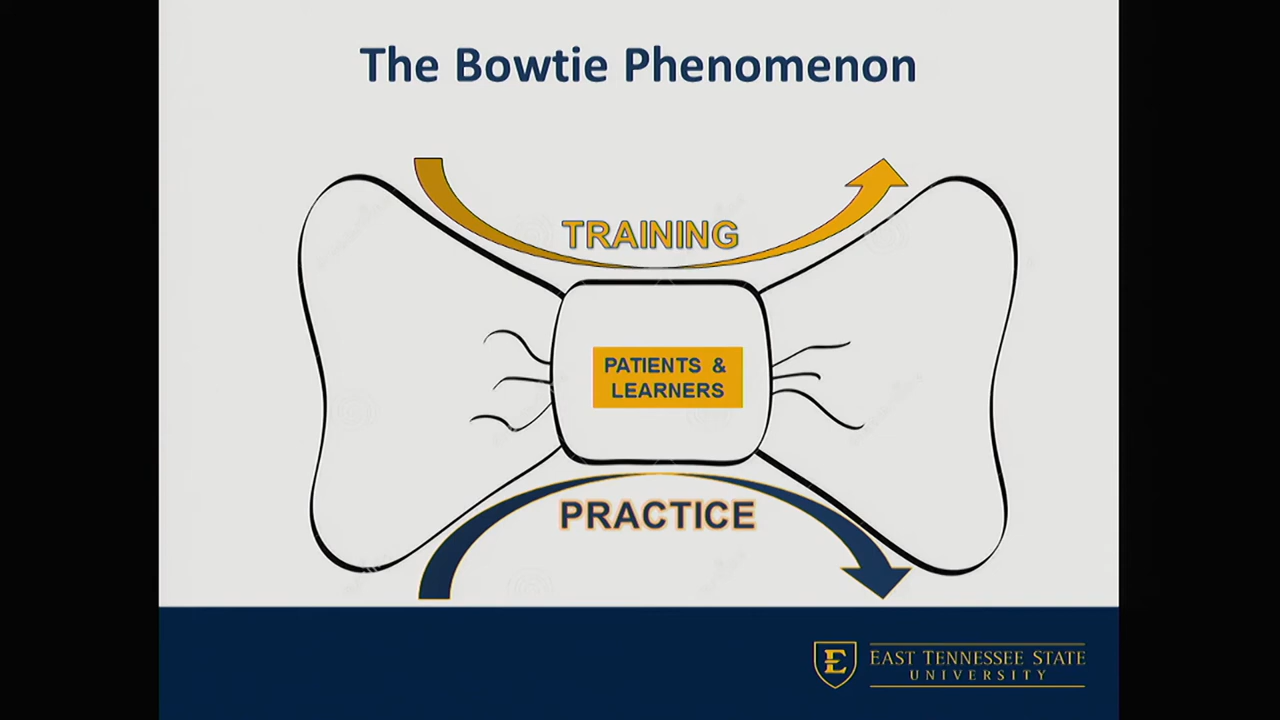 The Bowtie Phenomenon
TRAINING
PATIENTS &
LEARNERS
PRACTICE
E
EAST TENNESSEE STATE
UNIVERSITY